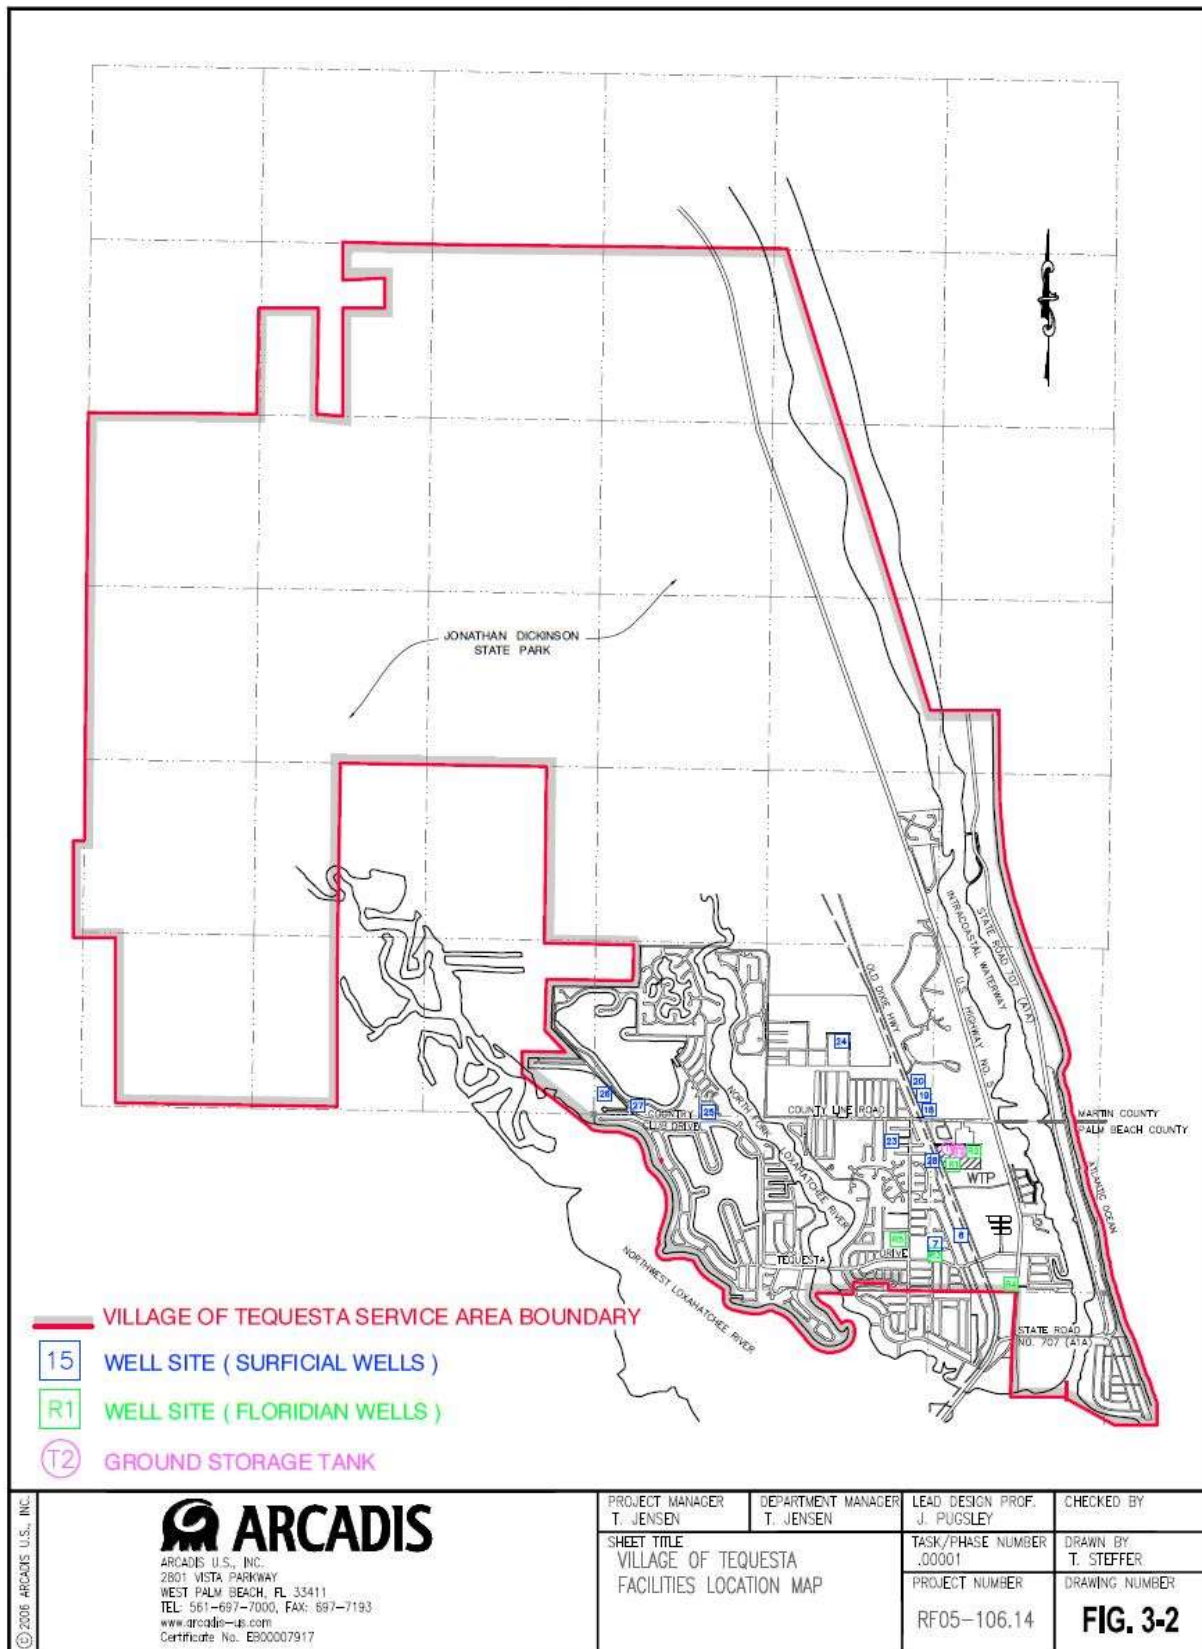 JONATHAN DICKINSON
STATE PARK
INTRACOASTAL WATERWAY
STATE ROAD 707 (A1A)
OLD DIXIE HWY
U.S. HIGHWAY NO.
24
20
19
18
26
27
25
COUNTRY
CLUB DRIVE
NORTH FORK
LOXAHATCHEE RIVER
COUNTY LINE ROAD
MARTIN COUNTY
PALM BEACH COUNTY
23
28
R2
R1
WTP
ATLANTIC OCEAN
7
8
TEQUESTA
DRIVE
R4
NORTHWEST LOXAHATCHEE RIVER
STATE ROAD
NO. 707 (A1A)
VILLAGE OF TEQUESTA SERVICE AREA BOUNDARY
15 WELL SITE ( SURFICIAL WELLS )
R1 WELL SITE ( FLORIDIAN WELLS )
T2 GROUND STORAGE TANK
© 2006 ARCADIS U.S., INC.
ARCADIS
ARCADIS U.S., INC.
2801 VISTA PARKWAY
WEST PALM BEACH, FL 33411
TEL: 561-697-7000, FAX: 697-7193
www.arcadis-us.com
Certificate No. EB00007917
PROJECT MANAGER
T. JENSEN
DEPARTMENT MANAGER
T. JENSEN
LEAD DESIGN PROF.
J. PUGSLEY
CHECKED BY
SHEET TITLE
VILLAGE OF TEQUESTA
FACILITIES LOCATION MAP
TASK/PHASE NUMBER
.00001
DRAWN BY
T. STEFFER
PROJECT NUMBER
RF05-106.14
DRAWING NUMBER
FIG. 3-2